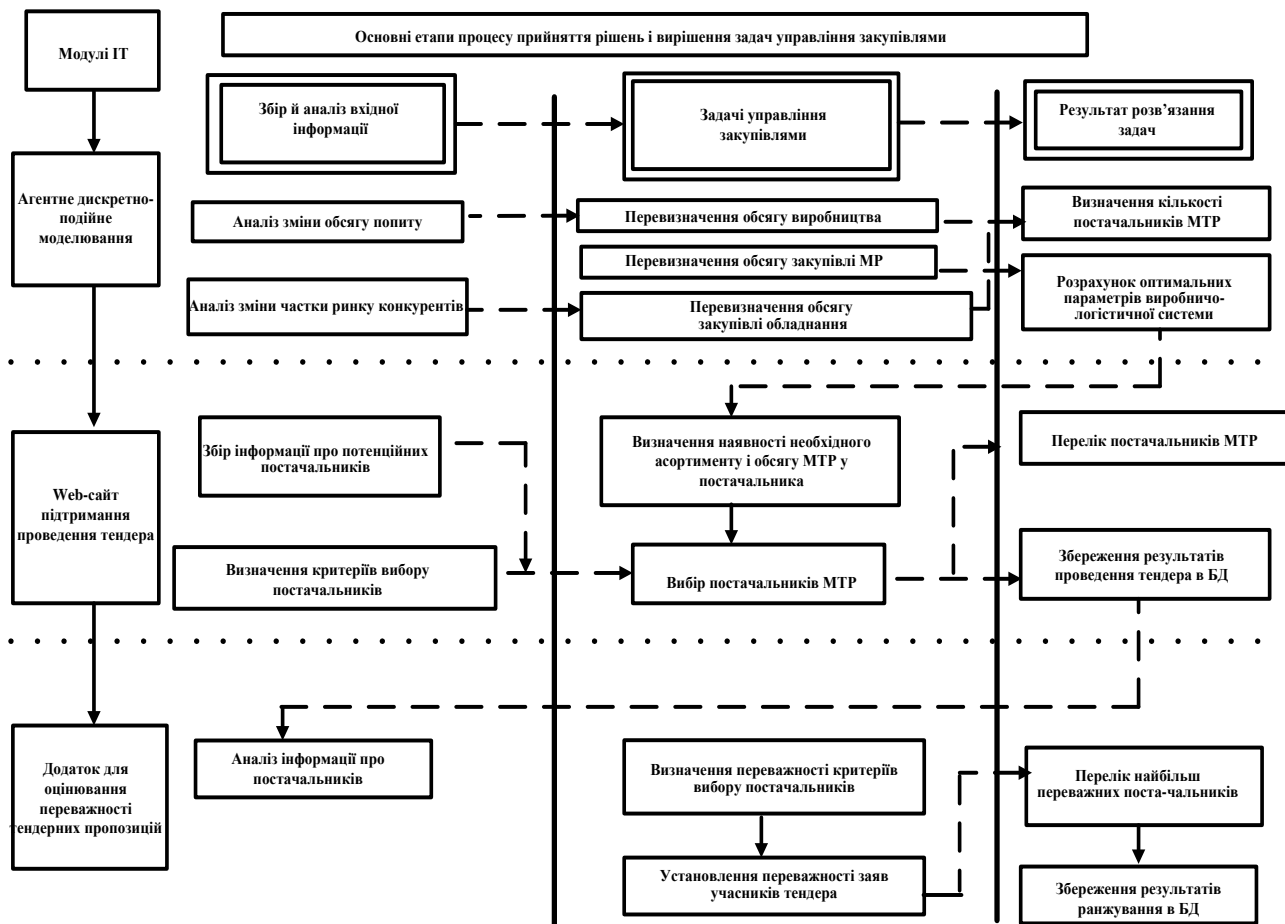 Модулі ІТ
Основні етапи процесу прийняття рішень і вирішення задач управління закупівлями
Збір й аналіз вхідної
інформації
Задачі управління
закупівлями
Результат розв’язання
задач
Агентне дискретно-
подійне
моделювання
Аналіз зміни обсягу попиту
Перевизначення обсягу виробництва
Визначення кількості
постачальників МТР
Перевизначення обсягу закупівлі МР
Аналіз зміни частки ринку конкурентів
Перевизначення обсягу
закупівлі обладнання
Розрахунок оптимальних
параметрів виробничо-
логістичної системи
Web-сайт
підтримання
проведення тендера
Збір інформації про потенційних
постачальників
Визначення наявності необхідного
асортименту і обсягу МТР у
постачальника
Перелік постачальників МТР
Визначення критеріїв вибору
постачальників
Вибір постачальників МТР
Збереження результатів
проведення тендера в БД
Додаток для
оцінювання
переважності
тендерних пропозицій
Аналіз інформації про
постачальників
Визначення переважності критеріїв
вибору постачальників
Перелік найбільш
переважних поста-чальників
Установлення переважності заяв
учасників тендера
Збереження результатів
ранжування в БД